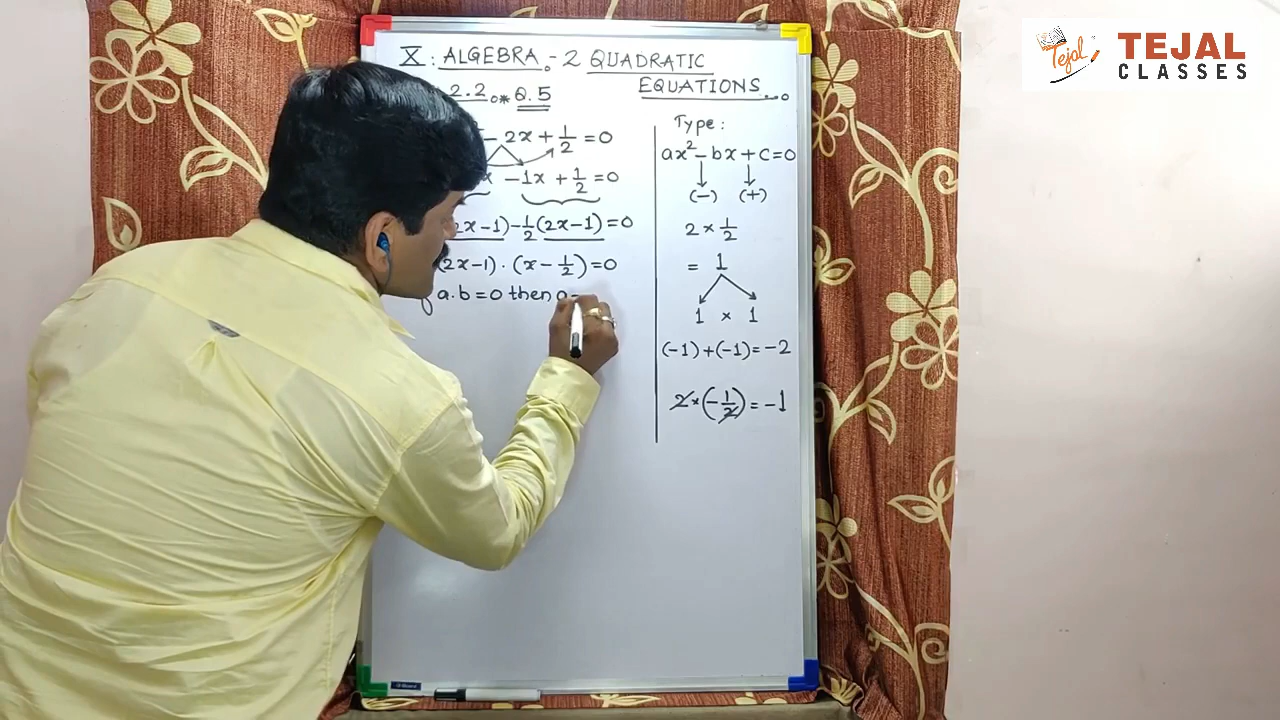 X : ALGEBRA - 2 QUADRATIC
EQUATIONS
2.2 * Q.5
- 2x + 1/2 = 0
x - 1x + 1/2 = 0
2x-1) - 1/2 (2x-1) = 0
(2x-1) . (x - 1/2) = 0
a.b = 0 then a =
Type:
ax² - bx + c = 0
(-) (+)
2 × 1/2
= 1
1 × 1
(-1) + (-1) = -2
2 × (-1/2) = -1
Tejal
TEJAL
CLASSES